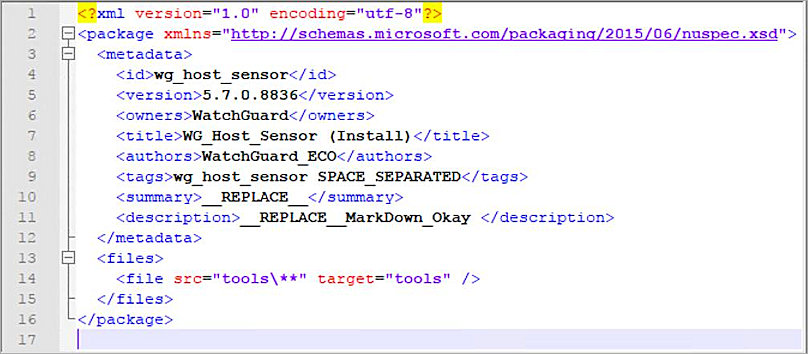 1 <?xml version="1.0" encoding="utf-8"?>
2 <package xmlns="http://schemas.microsoft.com/packaging/2015/06/nuspec.xsd">
3 <metadata>
4 <id>wg_host_sensor</id>
5 <version>5.7.0.8836</version>
6 <owners>WatchGuard</owners>
7 <title>WG_Host_Sensor (Install)</title>
8 <authors>WatchGuard_ECO</authors>
9 <tags>wg_host_sensor SPACE_SEPARATED</tags>
10 <summary>__REPLACE__</summary>
11 <description>__REPLACE__MarkDown_Okay </description>
12 </metadata>
13 <files>
14 <file src="tools\**" target="tools" />
15 </files>
16 </package>
17